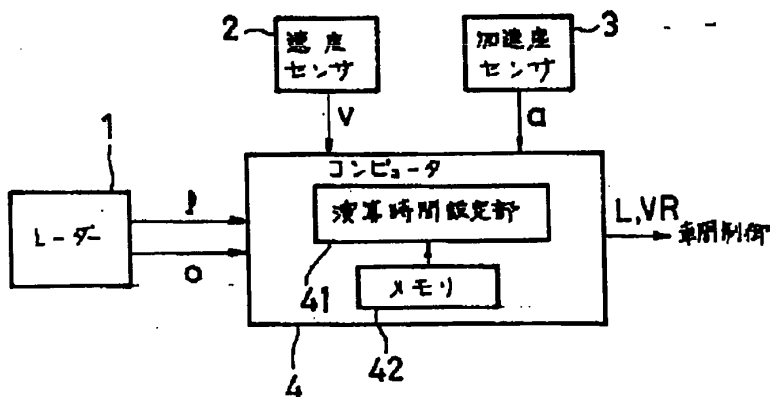 2
速度
センサ
3
加速度
センサ
V
a
1
レーダー
l
o
コンピュータ
演算時間設定部
41
メモリ
42
4
L,VR
車間制御